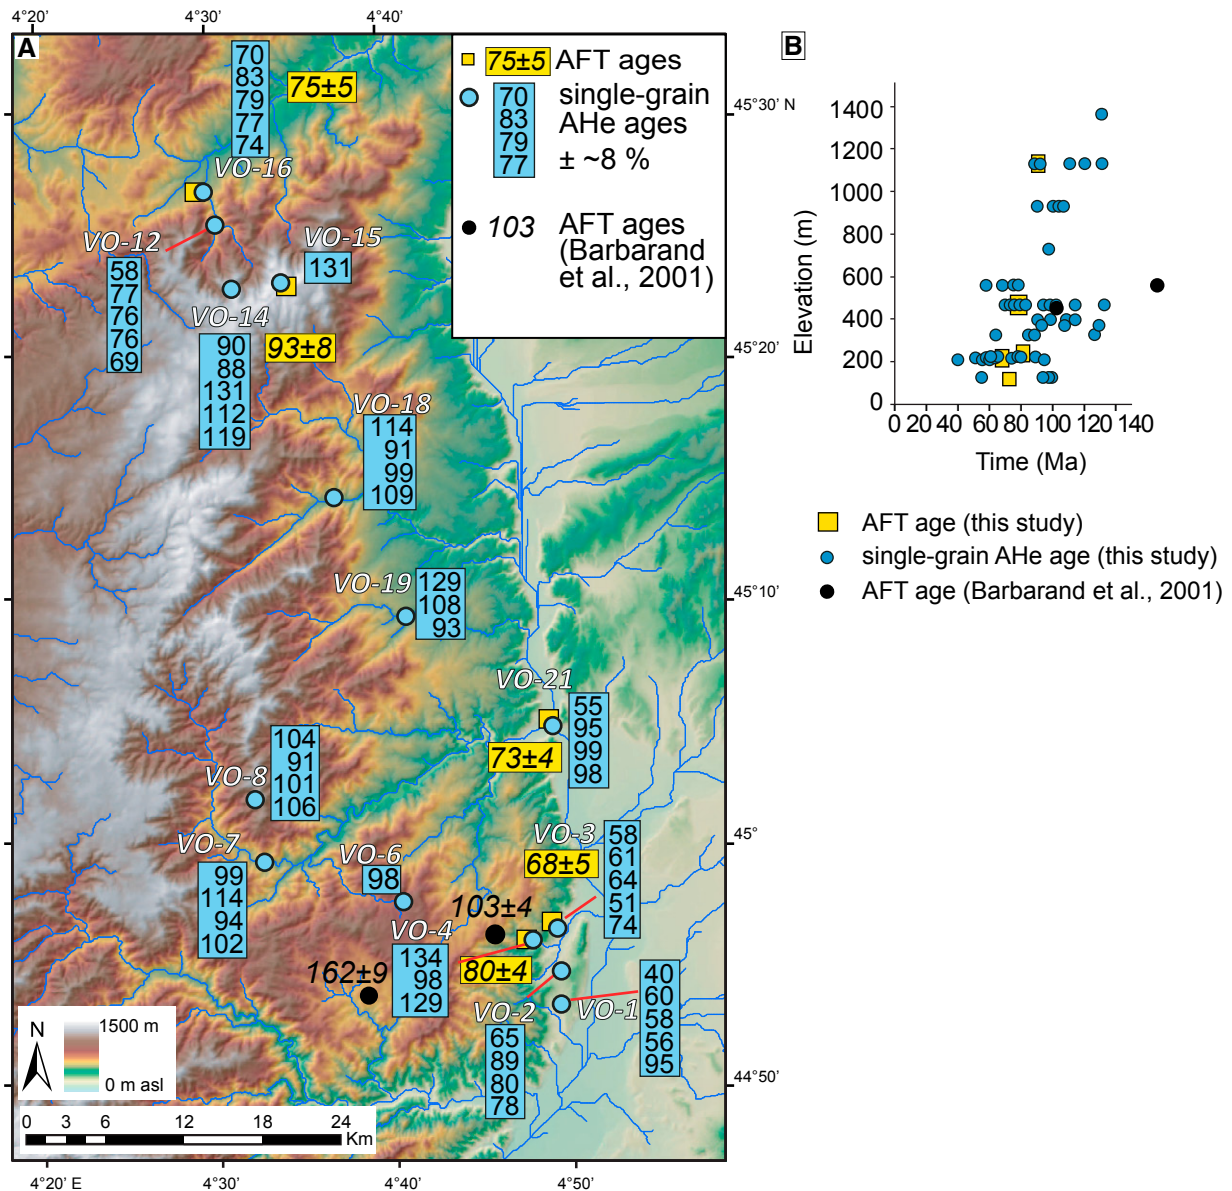 4°20'
4°30'
4°40'
A
70
83
79
77
74
75±5
VO-16
75±5 AFT ages
70
83
79
77
single-grain
AHe ages
± ~8 %
103
AFT ages
(Barbarand
et al., 2001)
45°30' N
VO-12
58
77
76
76
69
VO-15
131
VO-14
90
88
131
112
119
93±8
45°20'
VO-18
114
91
99
109
VO-19
129
108
93
45°10'
VO-21
55
95
99
98
73±4
VO-8
104
91
101
106
VO-7
99
114
94
102
VO-6
98
VO-3
58
61
64
51
74
68±5
45°
103±4
VO-4
134
98
129
80±4
162±9
VO-2
65
89
80
78
VO-1
40
60
58
56
95
44°50'
N
1500 m
0 m asl
0 3 6 12 18 24
Km
4°20' E
4°30'
4°40'
4°50'
B
Elevation (m)
1400
1200
1000
800
600
400
200
0
0 20 40 60 80 100 120 140
Time (Ma)
AFT age (this study)
single-grain AHe age (this study)
AFT age (Barbarand et al., 2001)